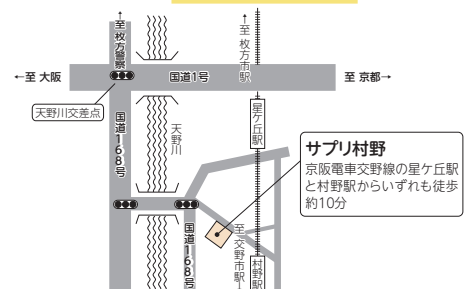 ↑至 枚方警察
↑至 枚方市駅
←至 大阪
国道1号
至 京都→
天野川交差点
国道168号
天野川
星ケ丘駅
サプリ村野
京阪電車交野線の星ケ丘駅
と村野駅からいずれも徒歩
約10分
国道168号
至 交野市駅↓
村野駅